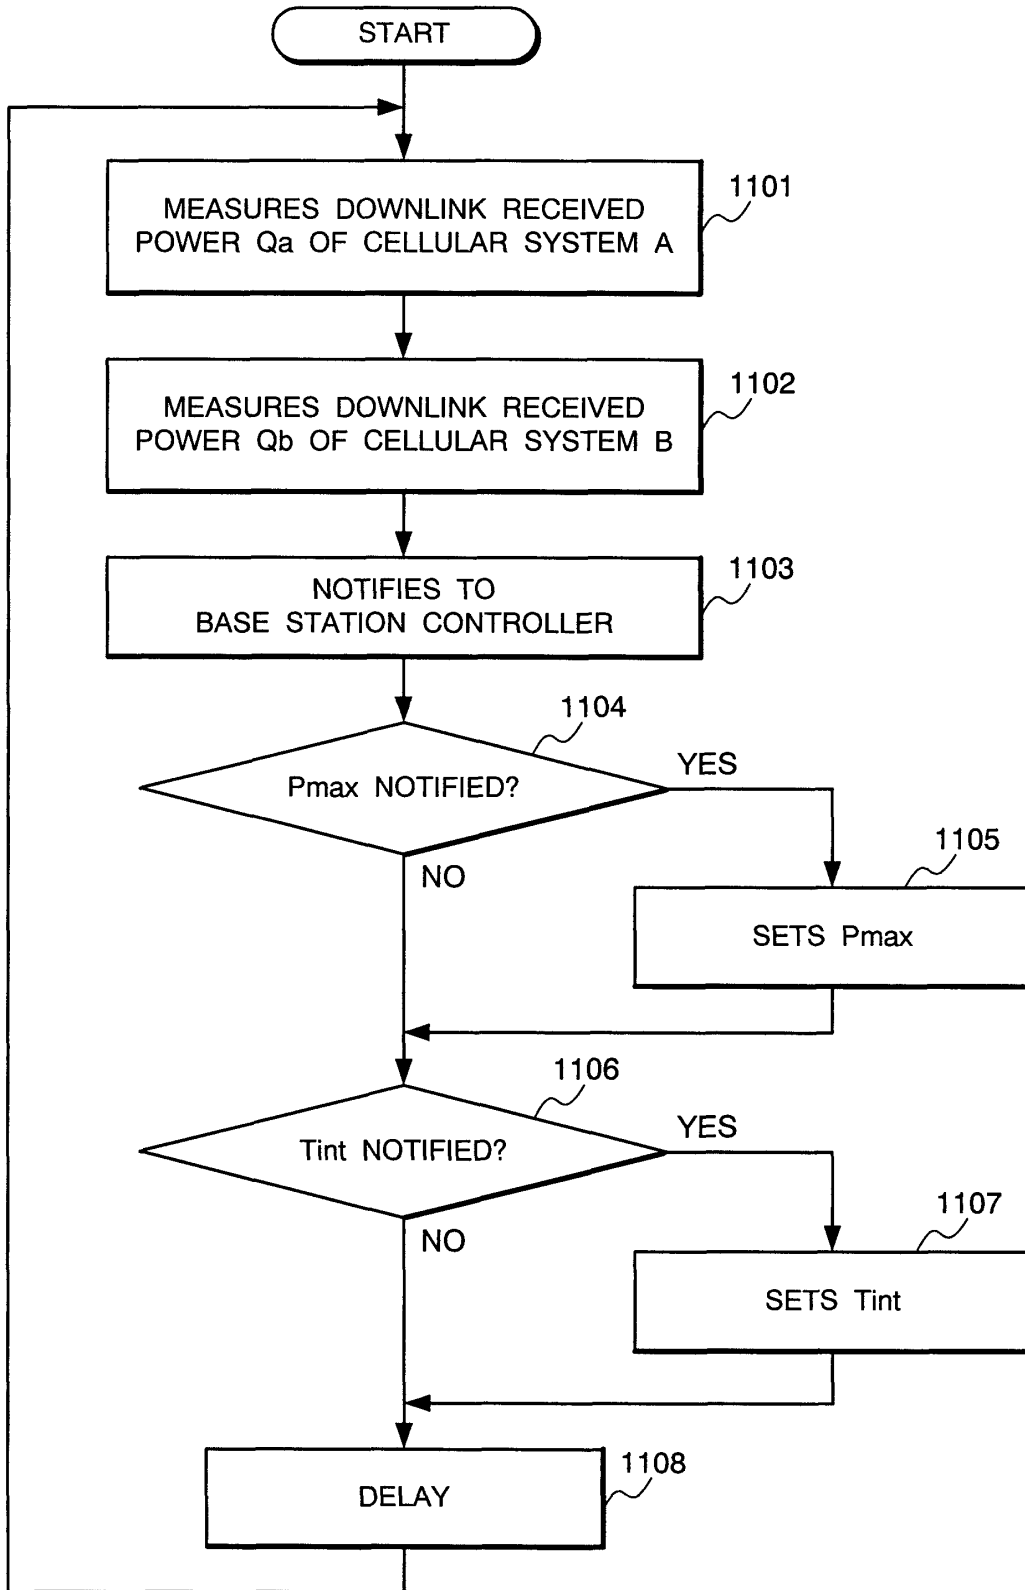 START
MEASURES DOWNLINK RECEIVED
POWER Qa OF CELLULAR SYSTEM A
1101
MEASURES DOWNLINK RECEIVED
POWER Qb OF CELLULAR SYSTEM B
1102
NOTIFIES TO
BASE STATION CONTROLLER
1103
Pmax NOTIFIED?
1104
YES
NO
SETS Pmax
1105
Tint NOTIFIED?
1106
YES
NO
SETS Tint
1107
DELAY
1108